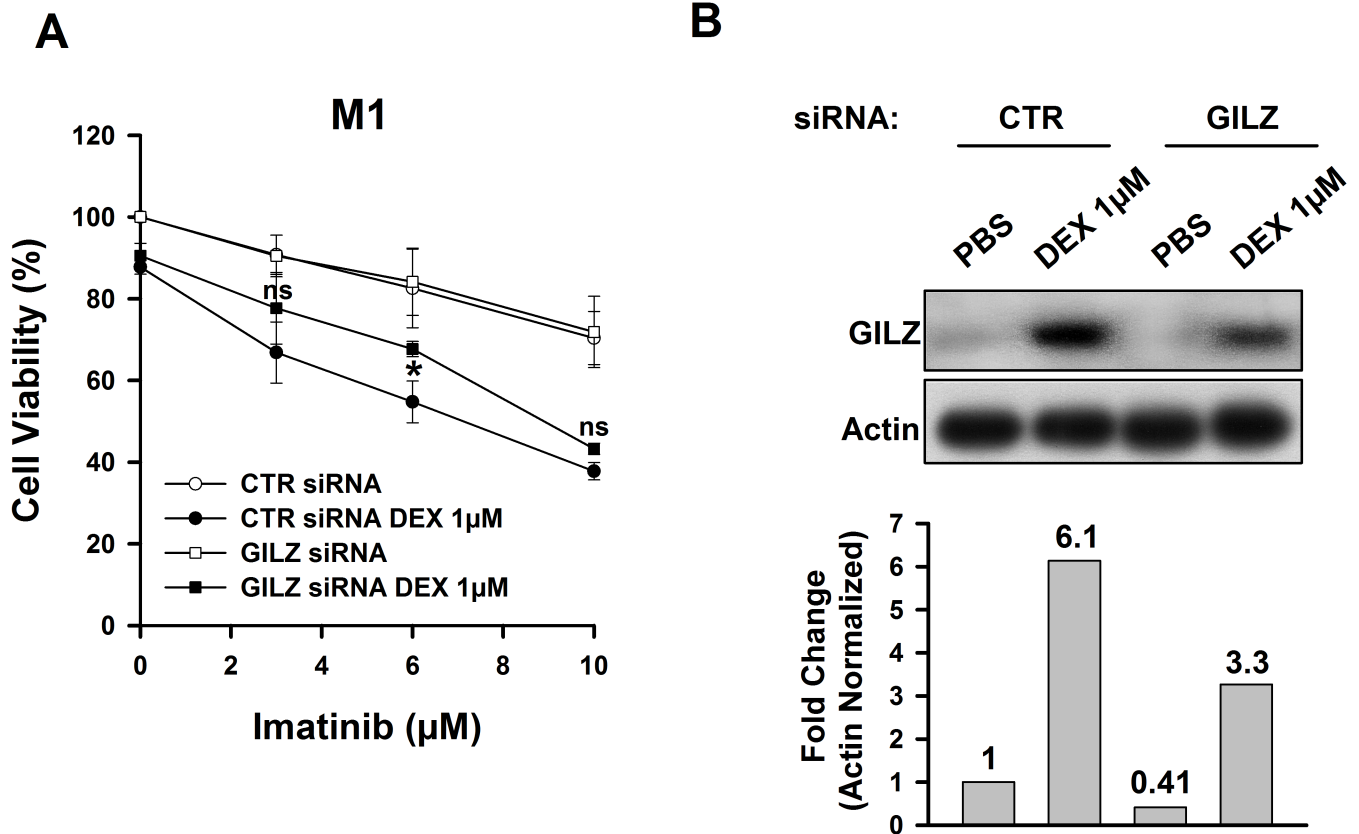 A
M1
120
100
80
60
40
20
0
Cell Viability (%)
ns
*
ns
CTR siRNA
CTR siRNA DEX 1µM
GILZ siRNA
GILZ siRNA DEX 1µM
0 2 4 6 8 10
Imatinib (µM)
B
siRNA: CTR GILZ
PBS DEX 1µM PBS DEX 1µM
GILZ
Actin
Fold Change
(Actin Normalized)
7
6
5
4
3
2
1
0
1
6.1
0.41
3.3